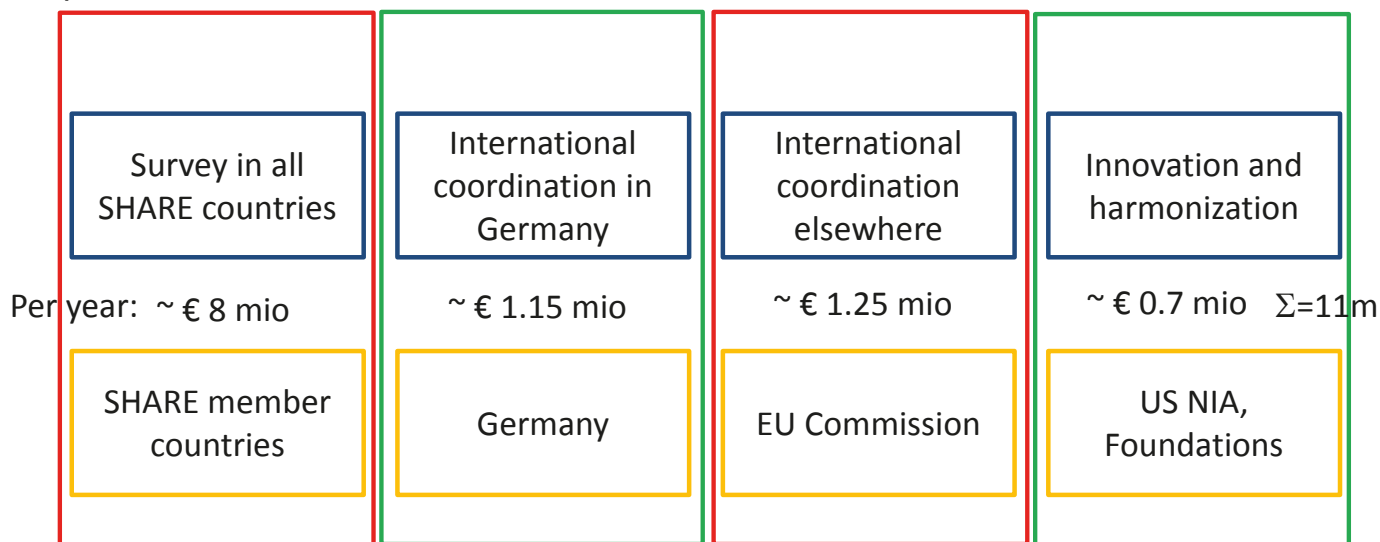 Survey in all
SHARE countries
International
coordination in
Germany
International
coordination
elsewhere
Innovation and
harmonization
Per year: ~ € 8 mio
~ € 1.15 mio
~ € 1.25 mio
~ € 0.7 mio
Σ=11m
SHARE member
countries
Germany
EU Commission
US NIA,
Foundations